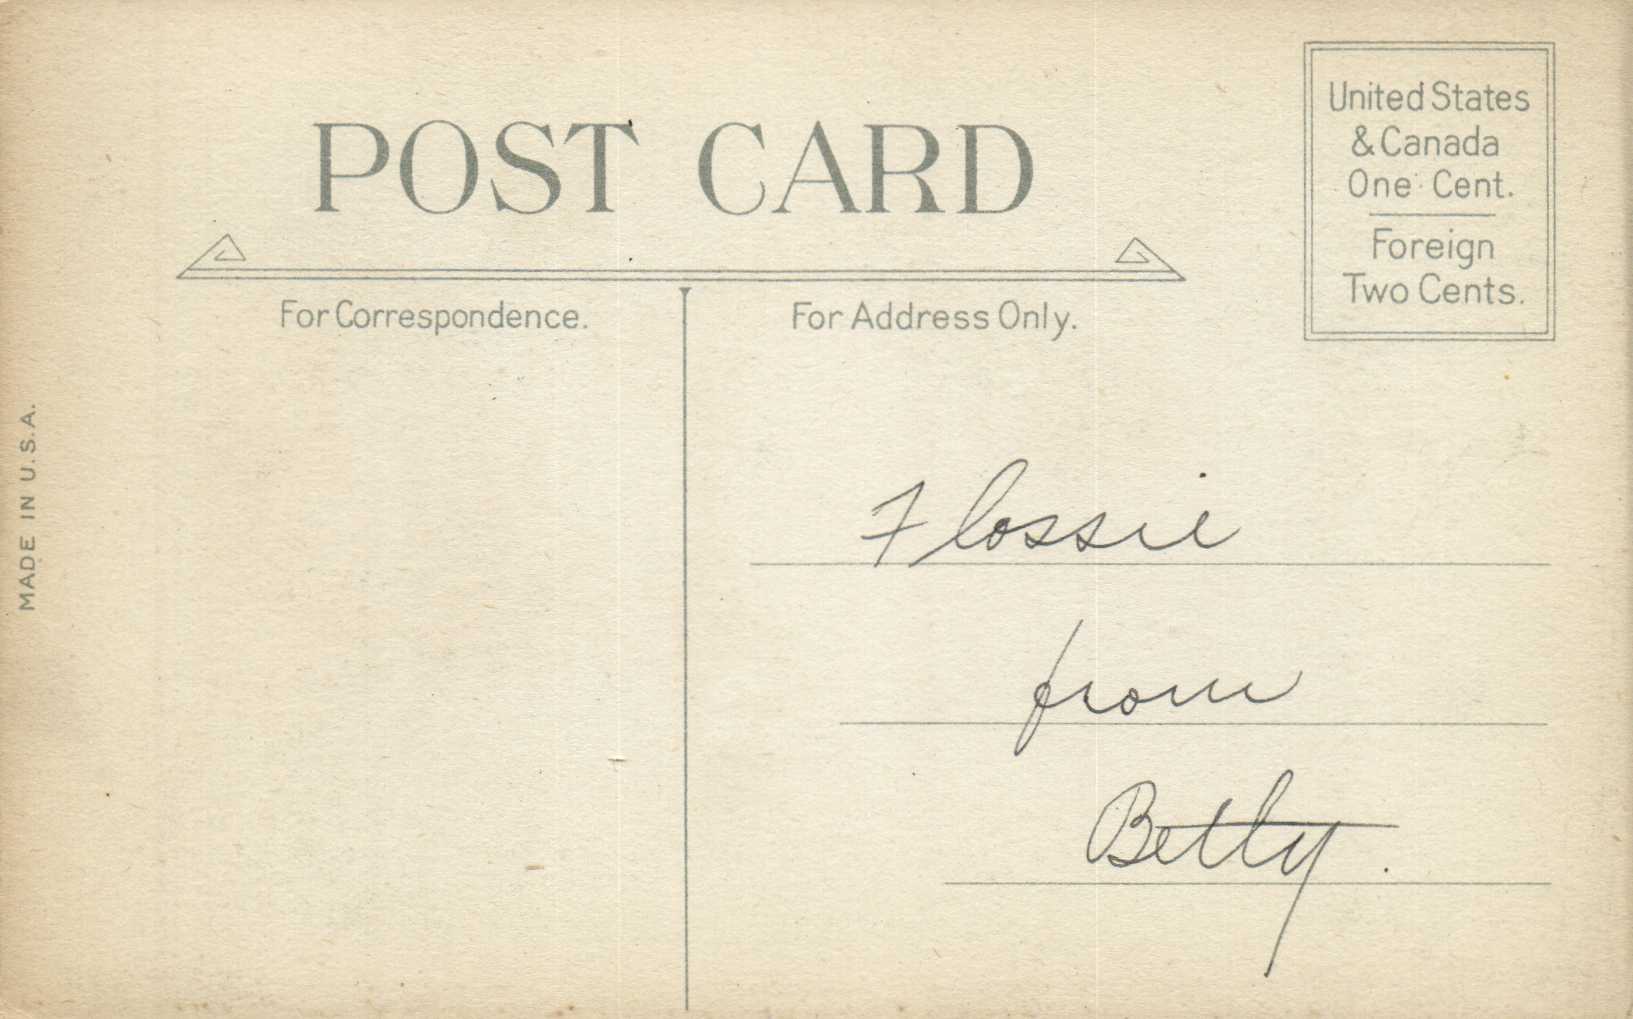 POST CARD
United States
& Canada
One Cent.
Foreign
Two Cents.
For Correspondence.
For Address Only.
MADE IN U.S.A.
Flossie
from
Betty.